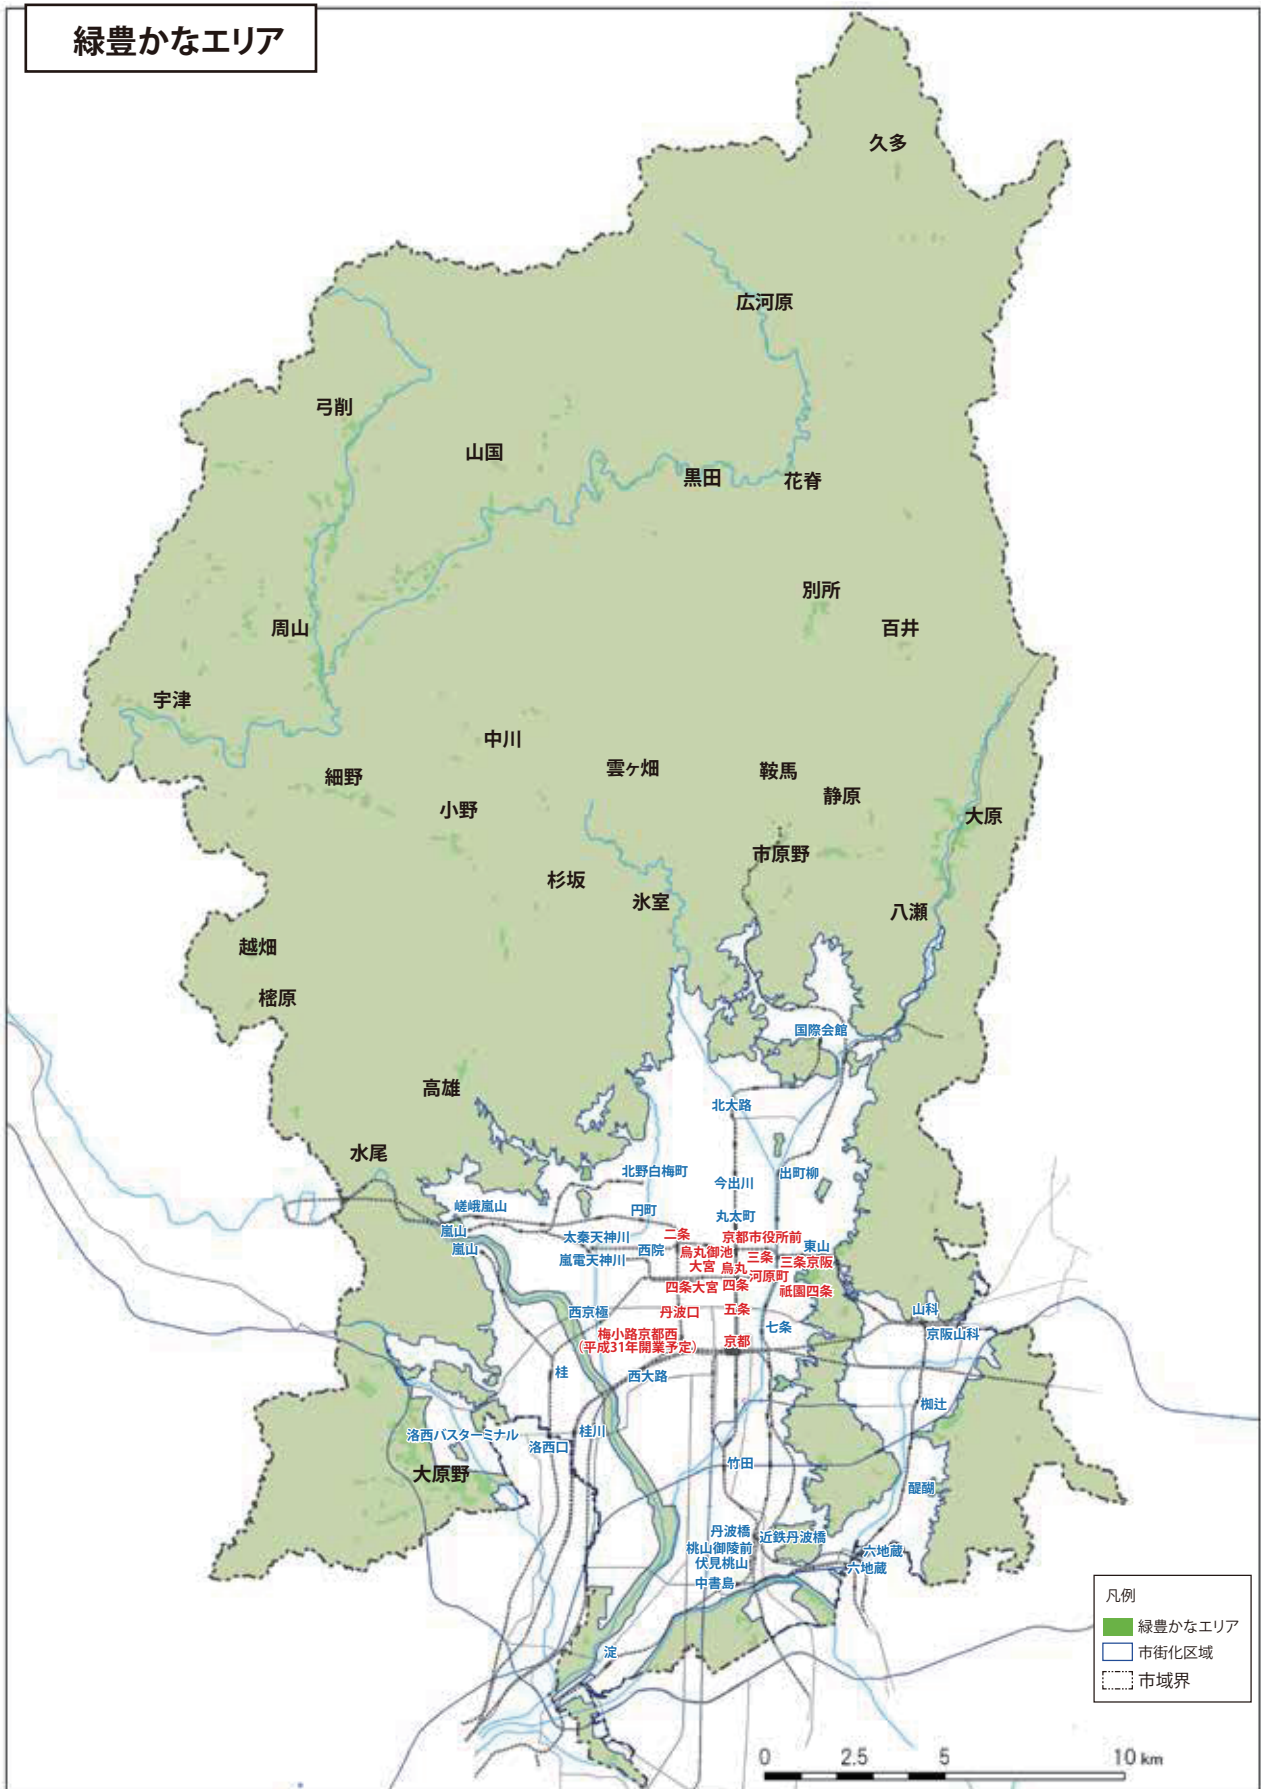 緑豊かなエリア
久多
広河原
弓削
山国
黒田
花脊
別所
百井
周山
宇津
中川
雲ヶ畑
鞍馬
細野
静原
小野
大原
市原野
杉坂
氷室
八瀬
越畑
樒原
国際会館
高雄
北大路
水尾
北野白梅町
今出川
出町柳
嵯峨嵐山
円町
丸太町
嵐山
太秦天神川
二条
京都市役所前
嵐山
西院
烏丸御池
三条
東山
嵐電天神川
大宮
烏丸
三条京阪
河原町
四条大宮
四条
祇園四条
西京極
丹波口
五条
山科
七条
京阪山科
梅小路京都西
(平成31年開業予定)
京都
桂
西大路
椥辻
洛西バスターミナル
桂川
洛西口
大原野
竹田
醍醐
丹波橋
近鉄丹波橋
桃山御陵前
伏見桃山
六地蔵
六地蔵
中書島
淀
凡例
緑豊かなエリア
市街化区域
市域界
0 2.5 5 10 km